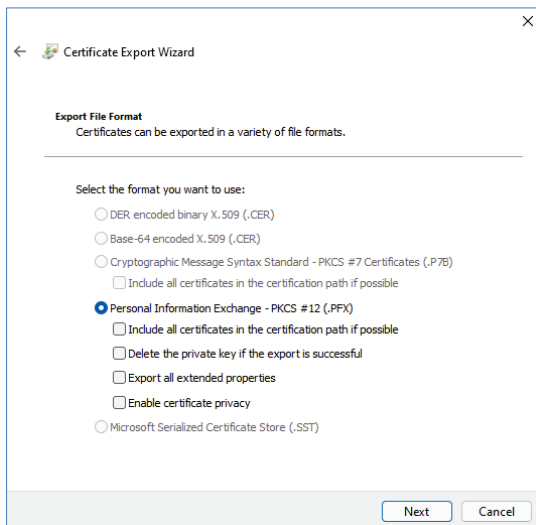 Certificate Export Wizard
Export File Format
Certificates can be exported in a variety of file formats.
Select the format you want to use:
DER encoded binary X.509 (.CER)
Base-64 encoded X.509 (.CER)
Cryptographic Message Syntax Standard - PKCS #7 Certificates (.P7B)
Include all certificates in the certification path if possible
Personal Information Exchange - PKCS #12 (.PFX)
Include all certificates in the certification path if possible
Delete the private key if the export is successful
Export all extended properties
Enable certificate privacy
Microsoft Serialized Certificate Store (.SST)
Next Cancel